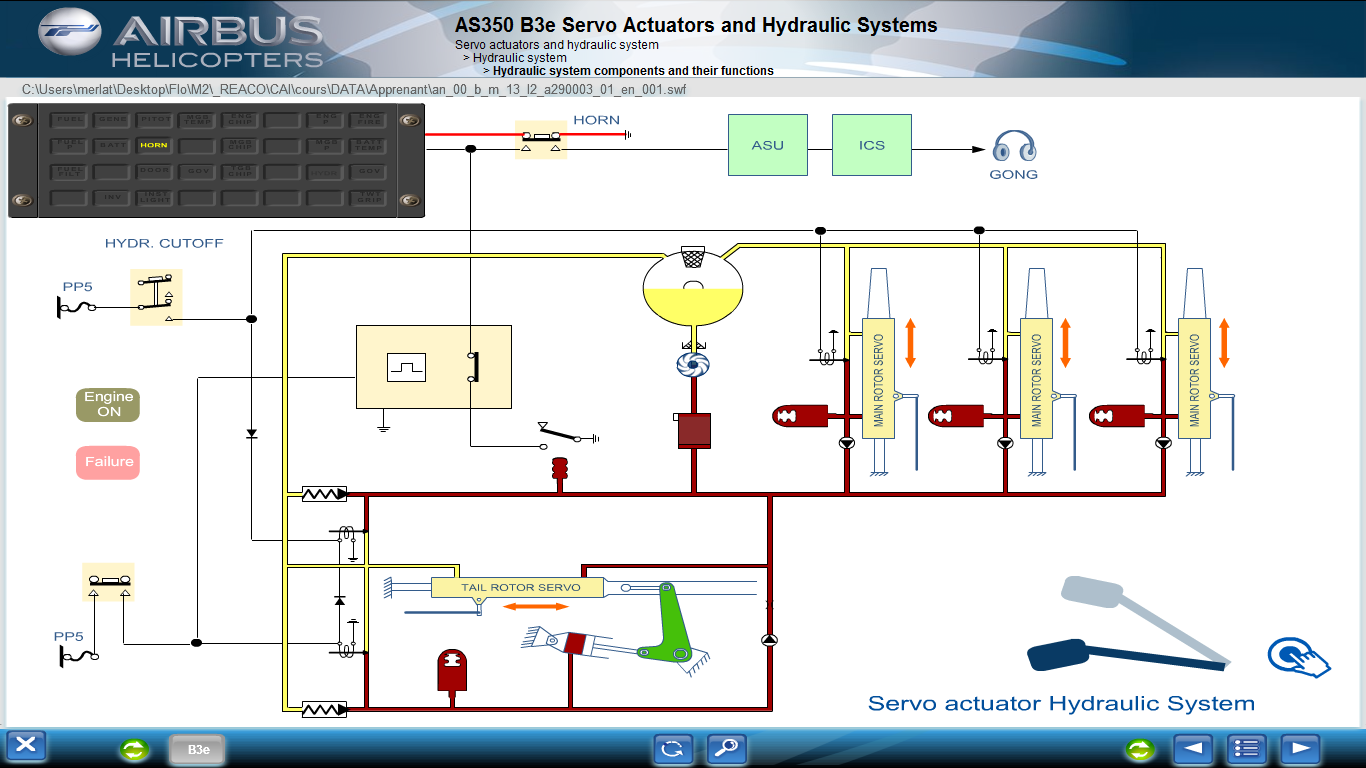 AIRBUS
HELICOPTERS
AS350 B3e Servo Actuators and Hydraulic Systems
Servo actuators and hydraulic system
> Hydraulic system
> Hydraulic system components and their functions
C:\Users\merlat\Desktop\Flo\M2\_REACO\CAI\cours\DATA\Apprenant\an_00_b_m_13_l2_a290003_01_en_001.swf
FUEL GENE PITOT MGB TEMP ENG CHIP ENG P ENG FIRE
FUEL P BATT HORN MGB CHIP MGB P BATT TEMP
FUEL FILT DOOR GOV TGB CHIP HYDR GOV
INV INST LIGHT TWT GRIP
HORN
ASU
ICS
GONG
HYDR. CUTOFF
PP5
Engine
ON
Failure
MAIN ROTOR SERVO
MAIN ROTOR SERVO
MAIN ROTOR SERVO
TAIL ROTOR SERVO
PP5
Servo actuator Hydraulic System
B3e